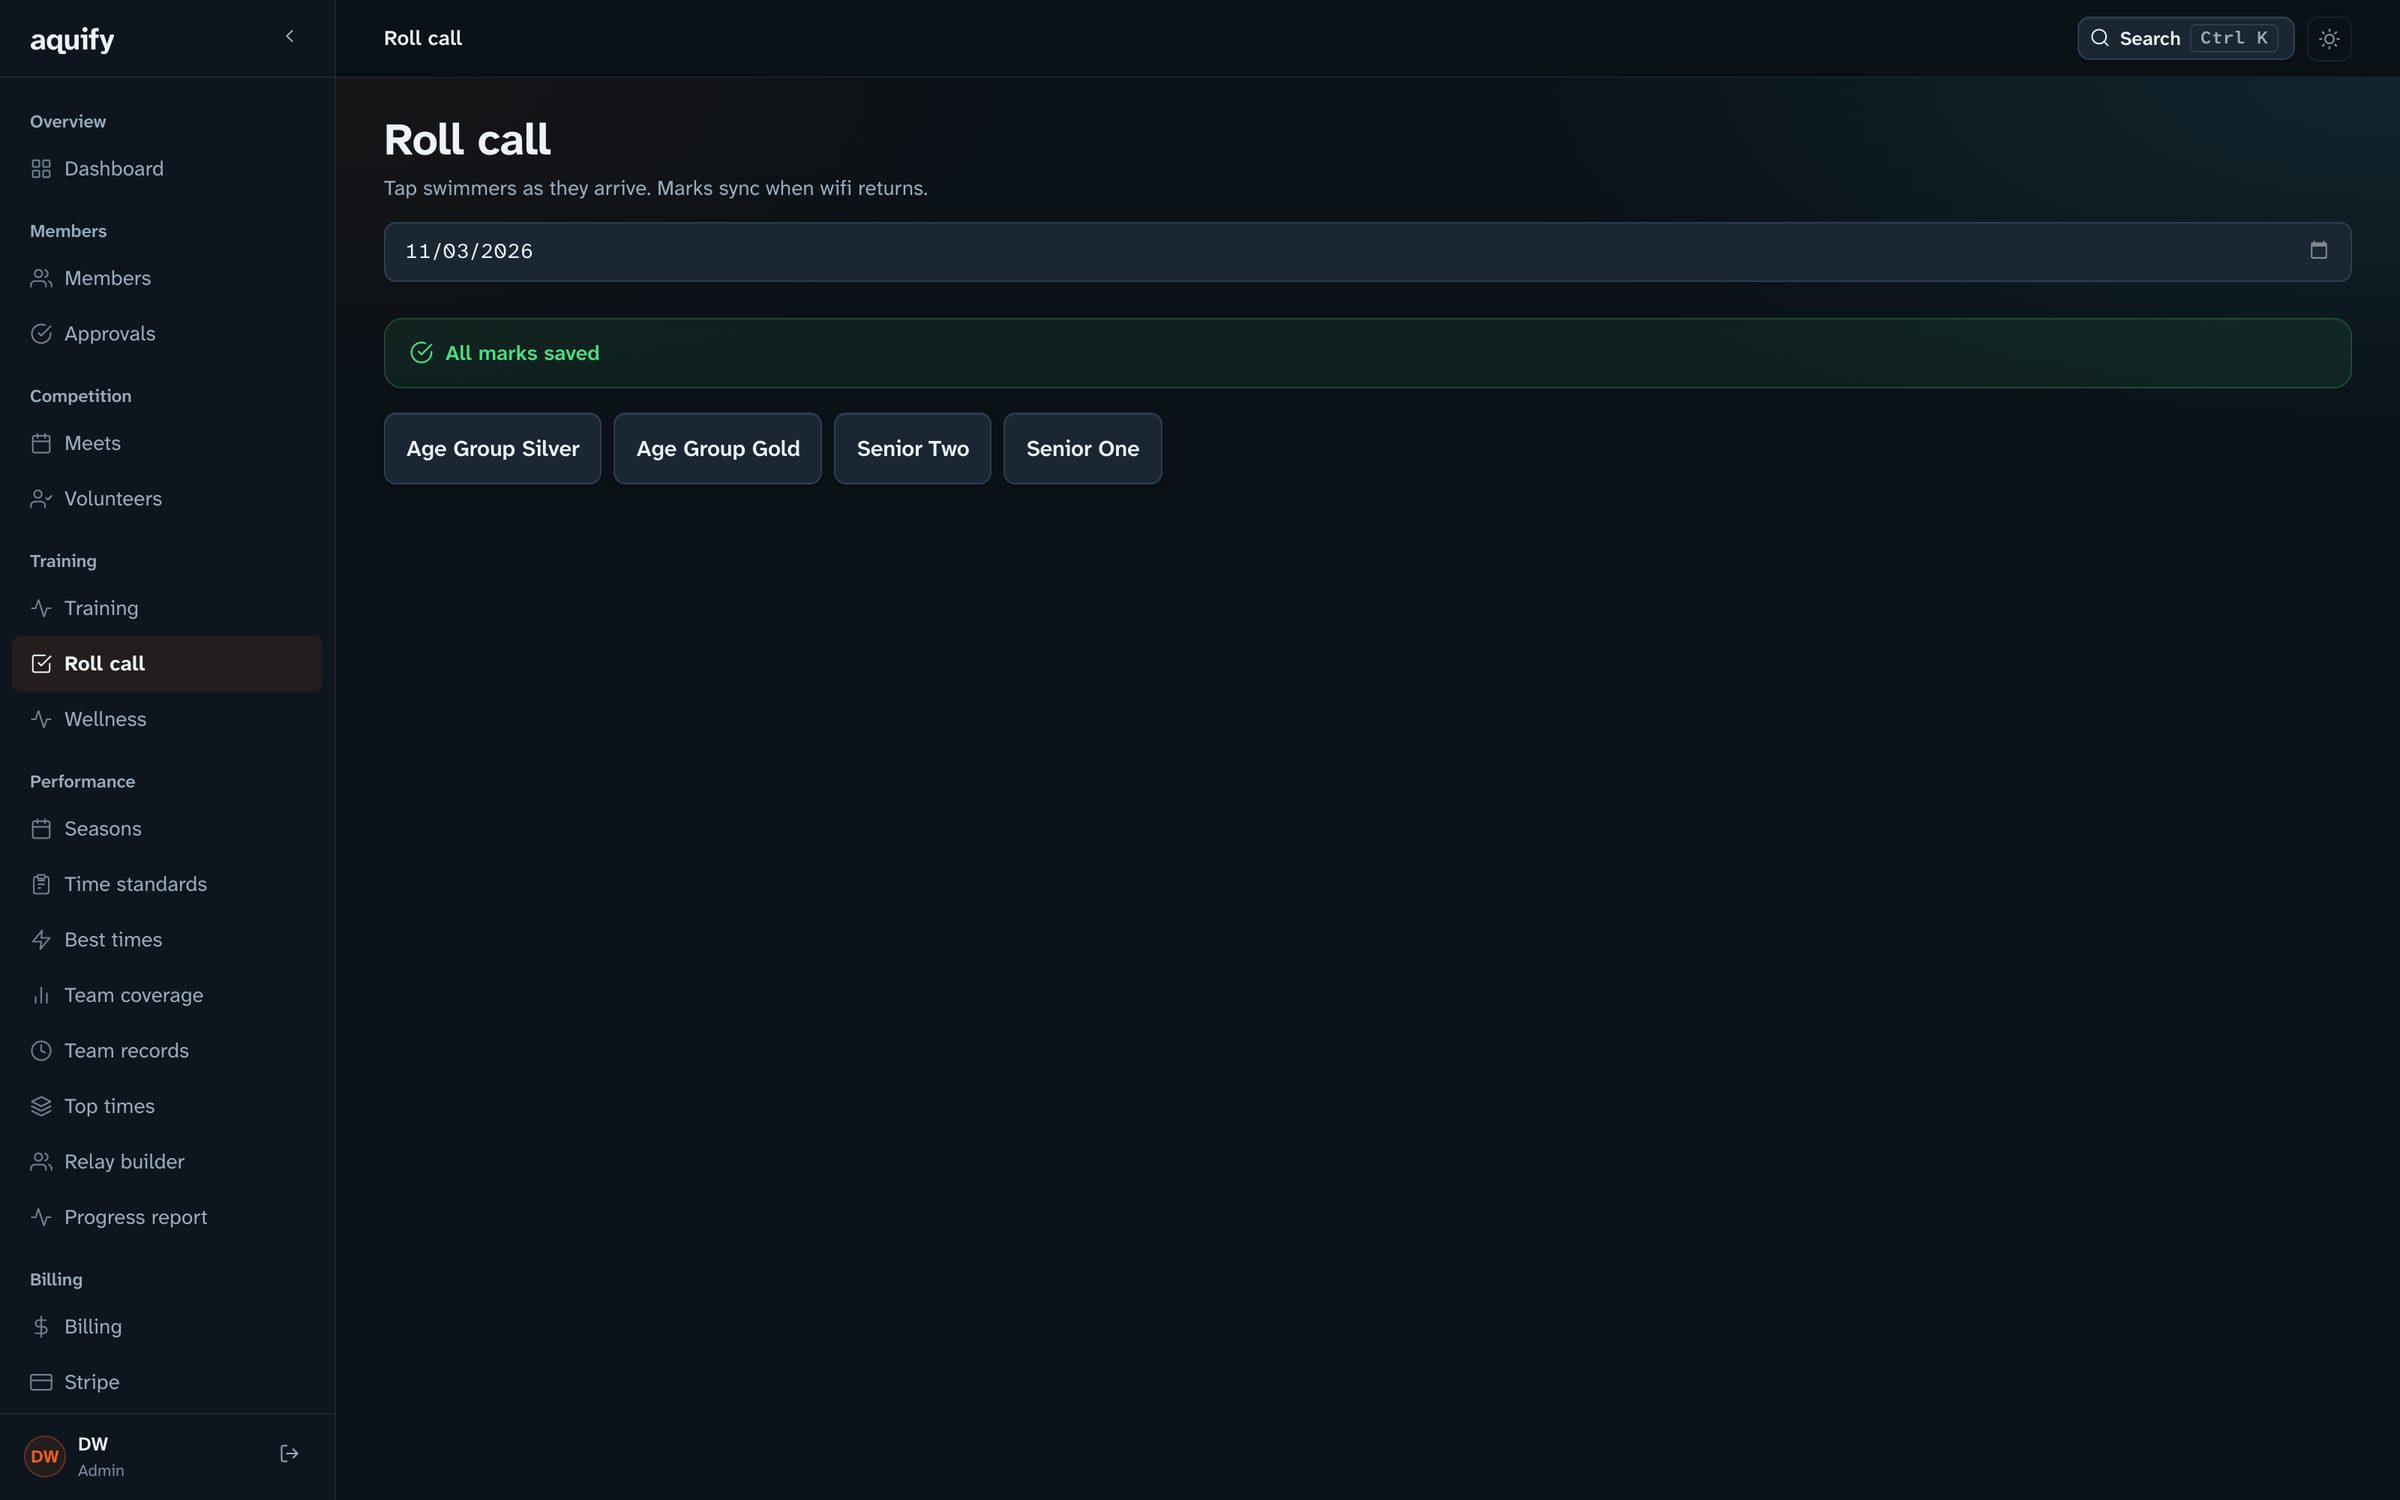 aquify
Roll call
Search Ctrl K
Overview
Dashboard
Members
Members
Approvals
Competition
Meets
Volunteers
Training
Training
Roll call
Wellness
Performance
Seasons
Time standards
Best times
Team coverage
Team records
Top times
Relay builder
Progress report
Billing
Billing
Stripe
DW
DW
Admin
Roll call
Tap swimmers as they arrive. Marks sync when wifi returns.
11/03/2026
All marks saved
Age Group Silver
Age Group Gold
Senior Two
Senior One